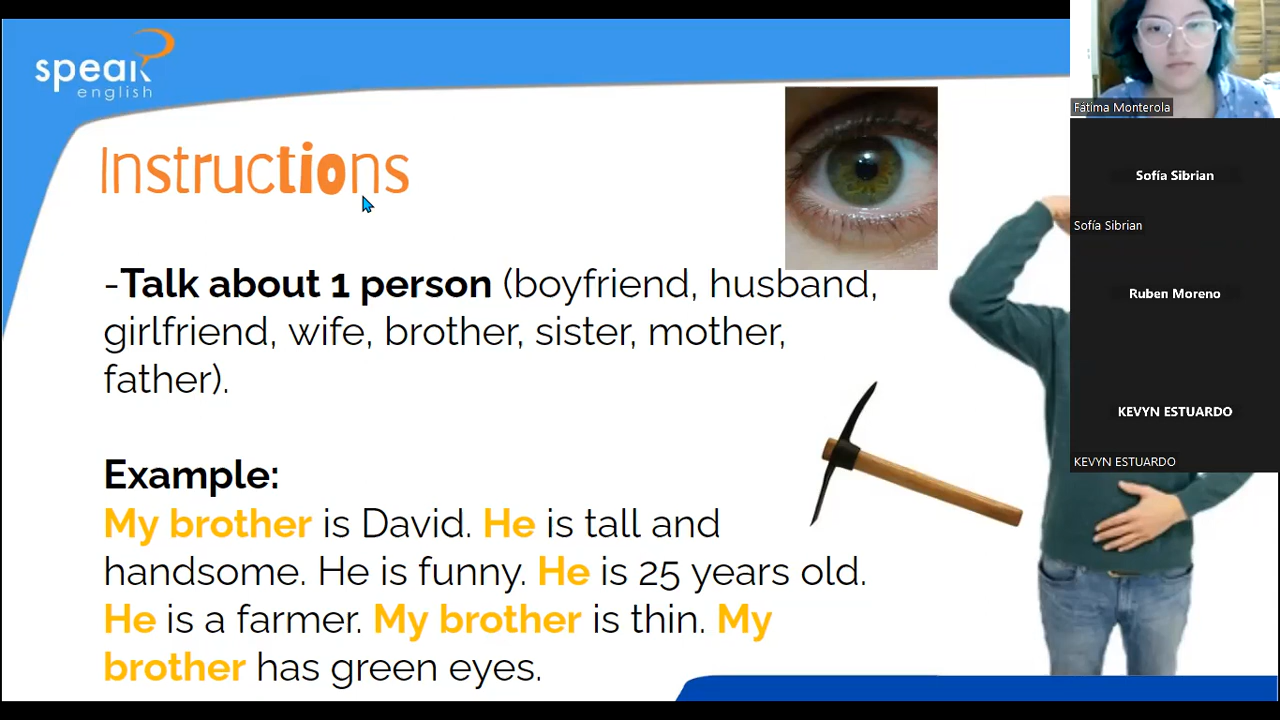 speak
english
Instructions
-Talk about 1 person (boyfriend, husband,
girlfriend, wife, brother, sister, mother,
father).
Example:
My brother is David. He is tall and
handsome. He is funny. He is 25 years old.
He is a farmer. My brother is thin. My
brother has green eyes.
Fátima Monterola
Sofía Sibrian
Sofía Sibrian
Ruben Moreno
KEVYN ESTUARDO
KEVYN ESTUARDO